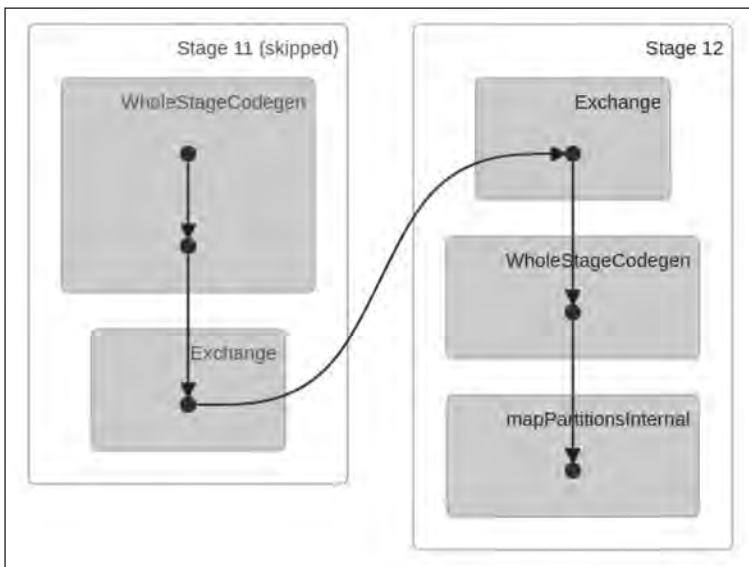 Stage 11 (skipped)
WholeStageCodegen
Exchange
Stage 12
Exchange
WholeStageCodegen
mapPartitionsInternal